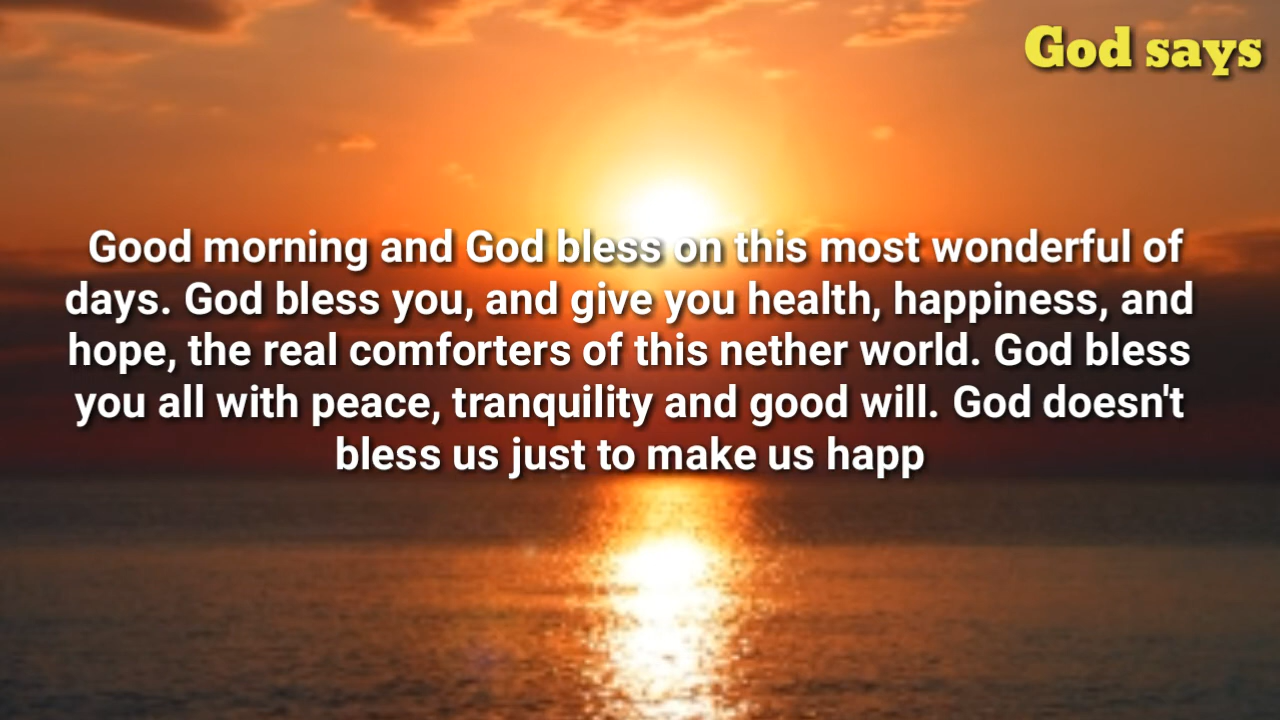 God says
Good morning and God bless on this most wonderful of
days. God bless you, and give you health, happiness, and
hope, the real comforters of this nether world. God bless
you all with peace, tranquility and good will. God doesn't
bless us just to make us happ